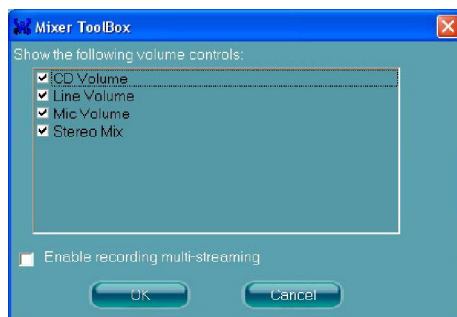 Mixer ToolBox
Show the following volume controls:
CD Volume
Line Volume
Mic Volume
Stereo Mix
Enable recording multi-streaming
OK
Cancel